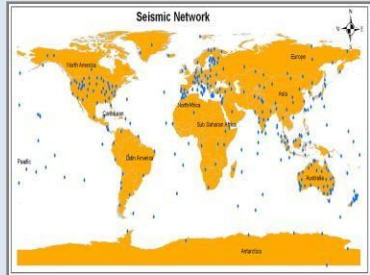 Seismic Network
N
Europe
North America
Asia
North Africa
Caribbean
Sub Saharan Africa
Pacific
Latin America
Australia
Antarctica